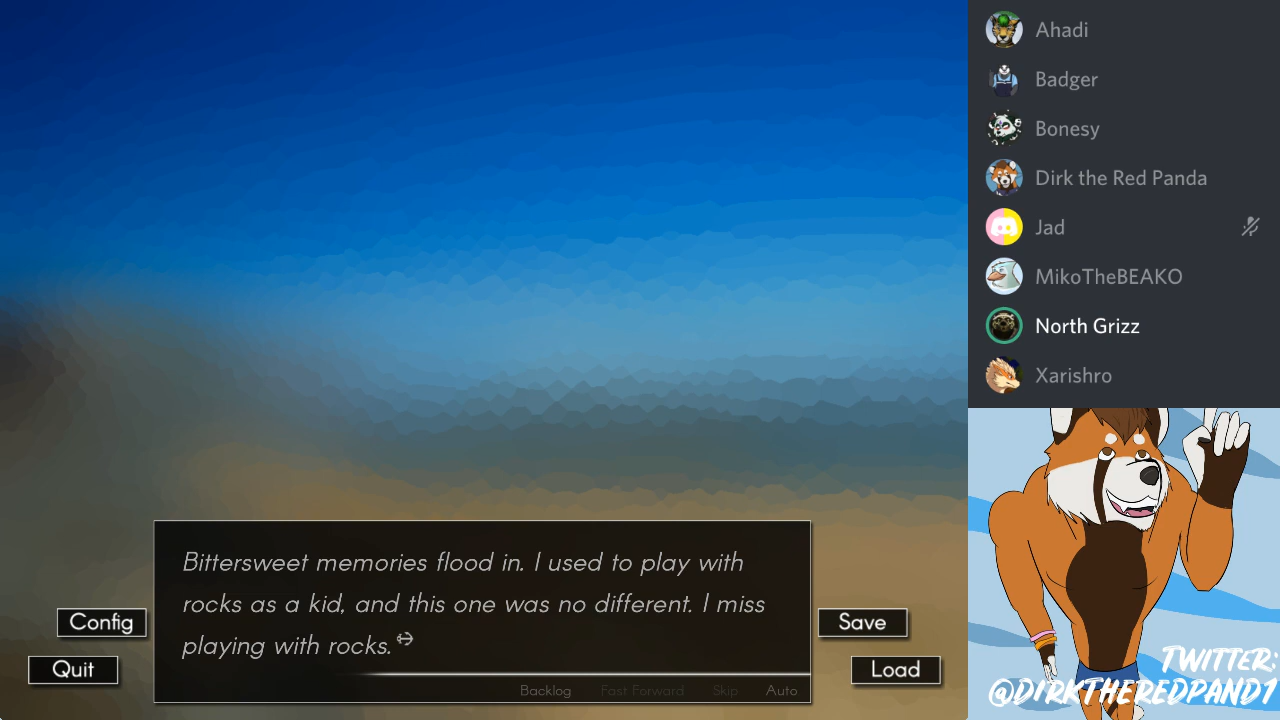 Ahadi
Badger
Bonesy
Dirk the Red Panda
Jad
MikoTheBEAKO
North Grizz
Xarishro
Bittersweet memories flood in. I used to play with
rocks as a kid, and this one was no different. I miss
playing with rocks.
Config
Quit
Save
Load
Backlog
Fast Forward
Skip
Auto
TWITTER:
@DIRKTHEREDPAND1